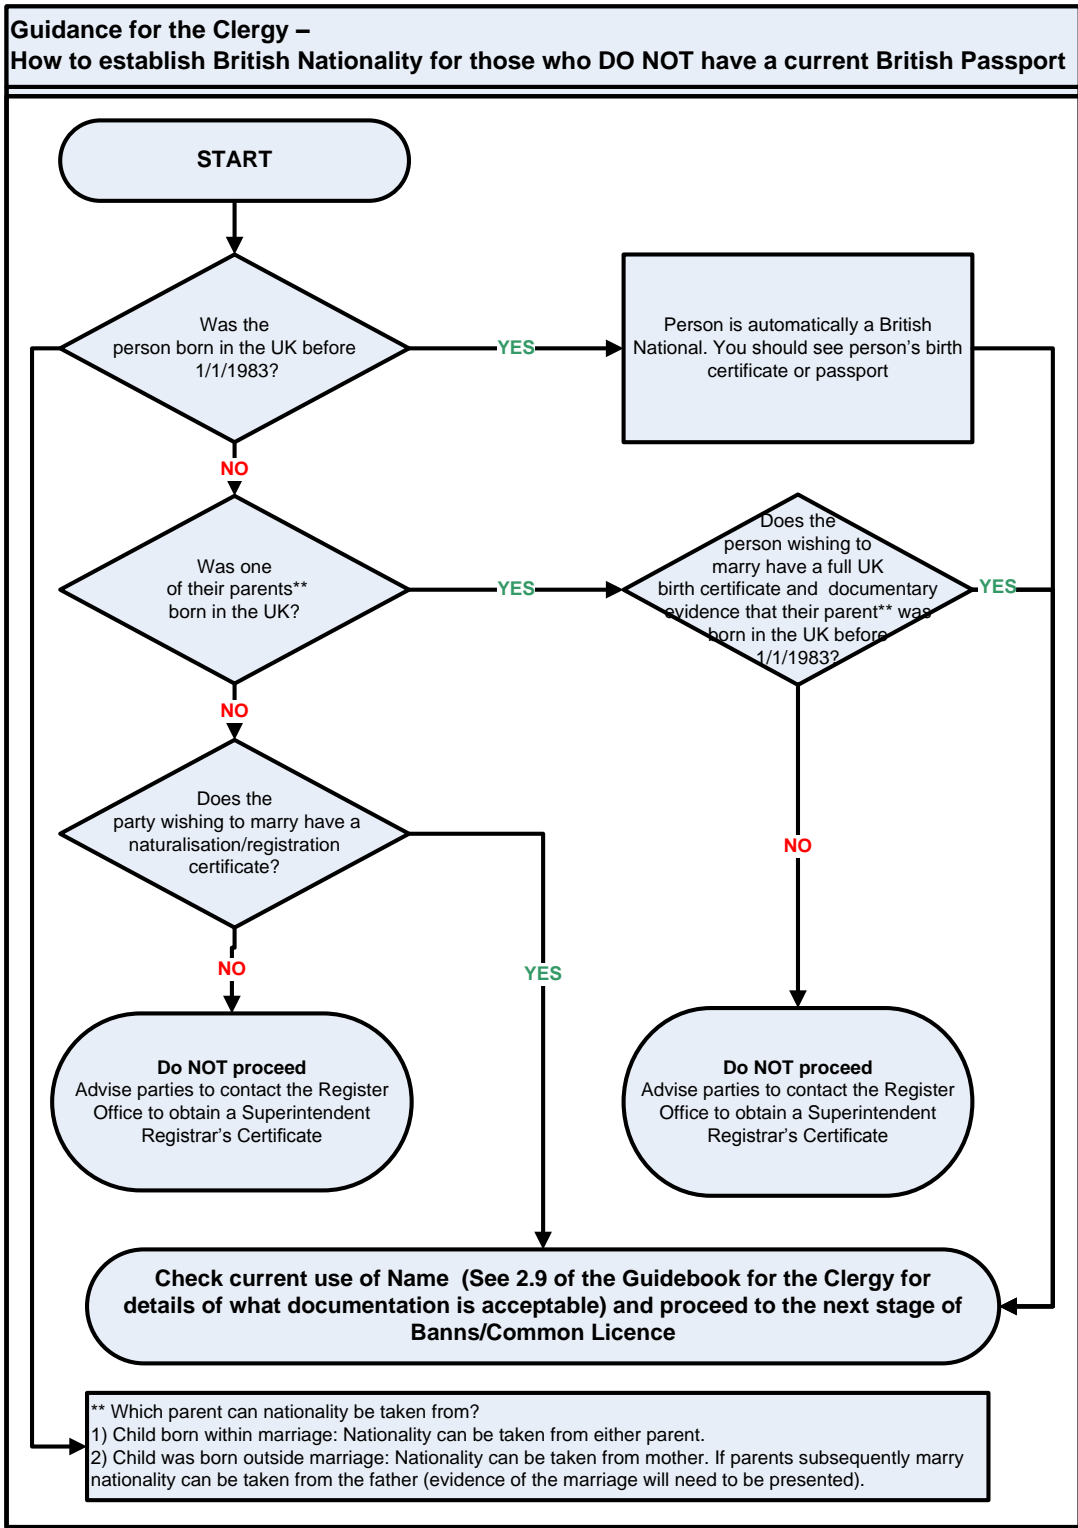 Guidance for the Clergy –
How to establish British Nationality for those who DO NOT have a current British Passport
START
Was the
person born in the UK before
1/1/1983?
YES
Person is automatically a British
National. You should see person's birth
certificate or passport
NO
Was one
of their parents**
born in the UK?
YES
Does the
person wishing to
marry have a full UK
birth certificate and documentary
evidence that their parent** was
born in the UK before
1/1/1983?
YES
NO
Does the
party wishing to marry have a
naturalisation/registration
certificate?
NO
YES
NO
Do NOT proceed
Advise parties to contact the Register
Office to obtain a Superintendent
Registrar's Certificate
Do NOT proceed
Advise parties to contact the Register
Office to obtain a Superintendent
Registrar's Certificate
Check current use of Name (See 2.9 of the Guidebook for the Clergy for
details of what documentation is acceptable) and proceed to the next stage of
Banns/Common Licence
** Which parent can nationality be taken from?
1) Child born within marriage: Nationality can be taken from either parent.
2) Child was born outside marriage: Nationality can be taken from mother. If parents subsequently marry
nationality can be taken from the father (evidence of the marriage will need to be presented).